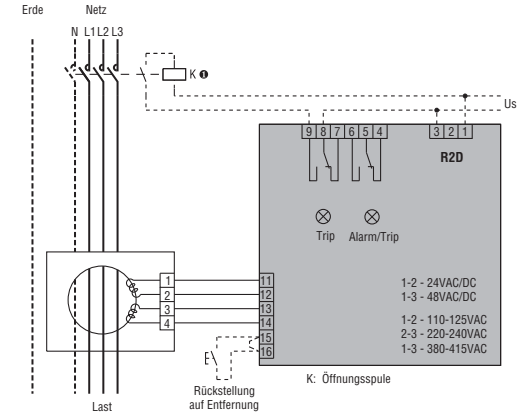 Erde
Netz
N L1 L2 L3
K ❶
Us
9 8 7 6 5 4
3 2 1
R2D
Trip
Alarm/Trip
1
2
3
4
11
12
13
14
15
16
1-2 - 24VAC/DC
1-3 - 48VAC/DC
1-2 - 110-125VAC
2-3 - 220-240VAC
1-3 - 380-415VAC
E
K: Öffnungsspule
Rückstellung
auf Entfernung
Last